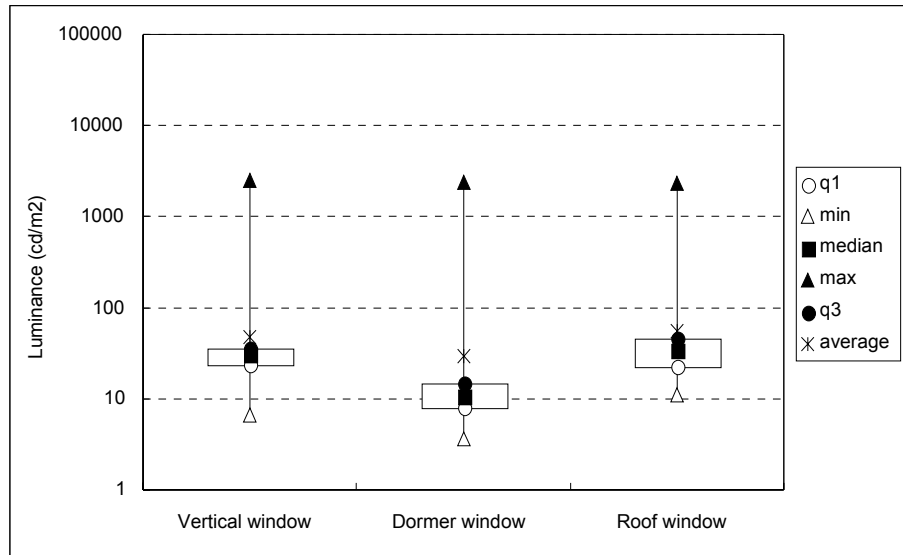 100000
10000
1000
100
10
1
Luminance (cd/m2)
Vertical window
Dormer window
Roof window
q1
min
median
max
q3
average